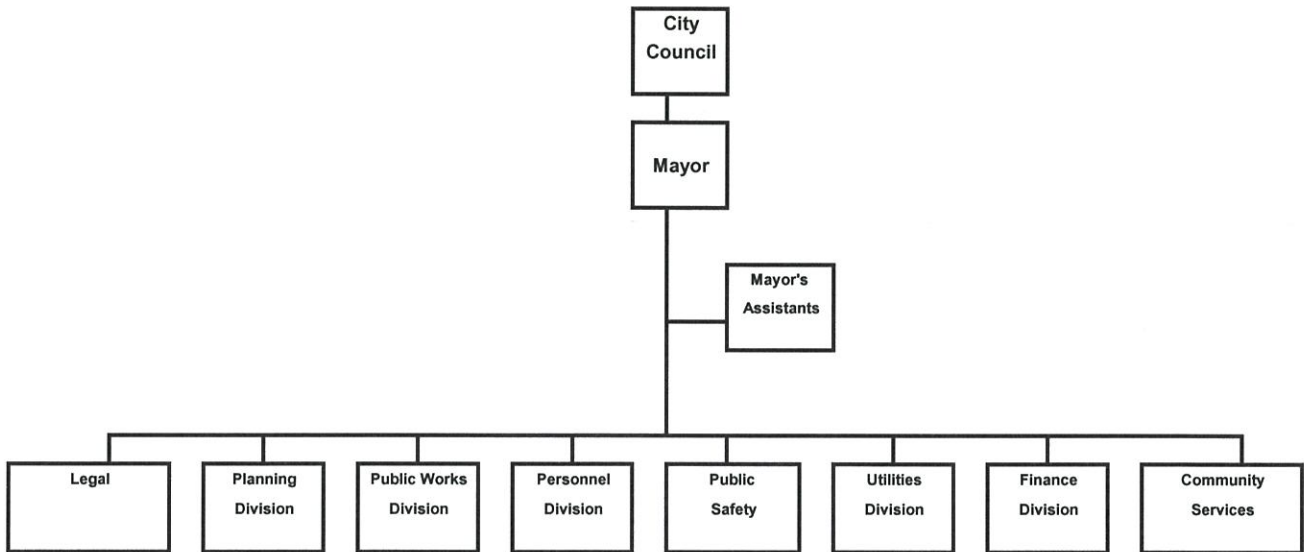 City
Council
Mayor
Mayor's
Assistants
Legal
Planning
Division
Public Works
Division
Personnel
Division
Public
Safety
Utilities
Division
Finance
Division
Community
Services